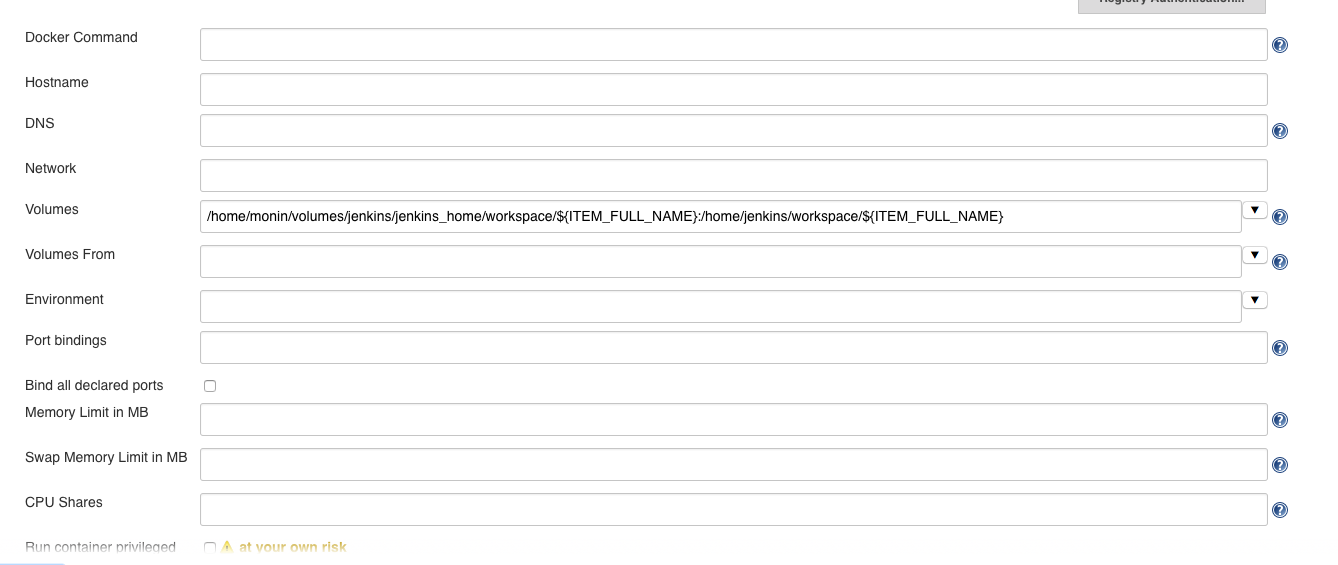 Registry Authentication...
Docker Command
Hostname
DNS
Network
Volumes /home/monin/volumes/jenkins/jenkins_home/workspace/${ITEM_FULL_NAME}:/home/jenkins/workspace/${ITEM_FULL_NAME}
Volumes From
Environment
Port bindings
Bind all declared ports
Memory Limit in MB
Swap Memory Limit in MB
CPU Shares
Run container privileged at your own risk